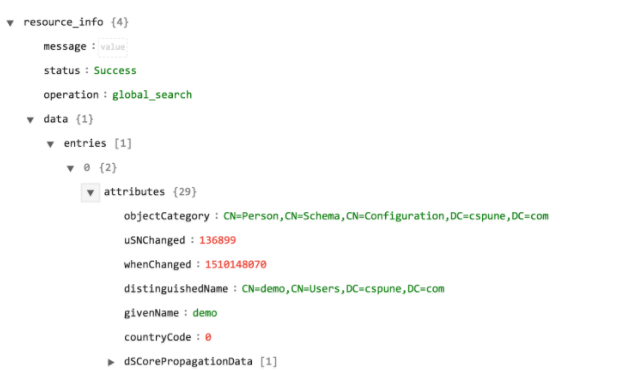 resource_info {4}
message : value
status : Success
operation : global_search
data {1}
entries [1]
0 {2}
attributes {29}
objectCategory : CN=Person,CN=Schema,CN=Configuration,DC=cspune,DC=com
uSNChanged : 136899
whenChanged : 1510148070
distinguishedName : CN=demo,CN=Users,DC=cspune,DC=com
givenName : demo
countryCode : 0
dSCorePropagationData [1]